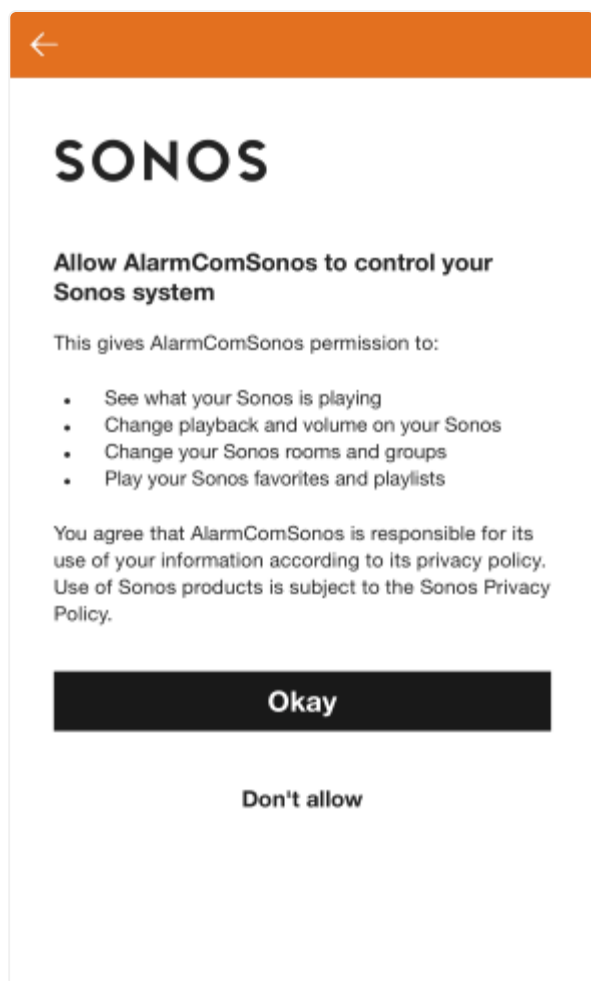 SONOS
Allow AlarmComSonos to control your
Sonos system
This gives AlarmComSonos permission to:
• See what your Sonos is playing
• Change playback and volume on your Sonos
• Change your Sonos rooms and groups
• Play your Sonos favorites and playlists
You agree that AlarmComSonos is responsible for its
use of your information according to its privacy policy.
Use of Sonos products is subject to the Sonos Privacy
Policy.
Okay
Don't allow